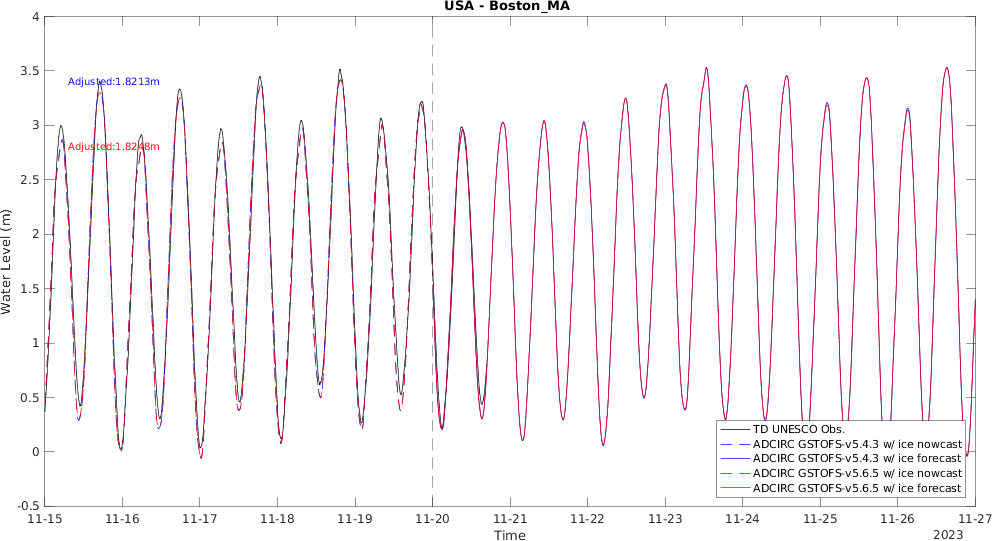 USA - Boston_MA
4
3.5
3
2.5
2
1.5
1
0.5
0
-0.5
Water Level (m)
Adjusted:1.8213m
Adjusted:1.8248m
TD UNESCO Obs.
ADCIRC GSTOFS-v5.4.3 w/ ice nowcast
ADCIRC GSTOFS-v5.4.3 w/ ice forecast
ADCIRC GSTOFS-v5.6.5 w/ ice nowcast
ADCIRC GSTOFS-v5.6.5 w/ ice forecast
11-15 11-16 11-17 11-18 11-19 11-20 11-21 11-22 11-23 11-24 11-25 11-26 11-27
Time
2023